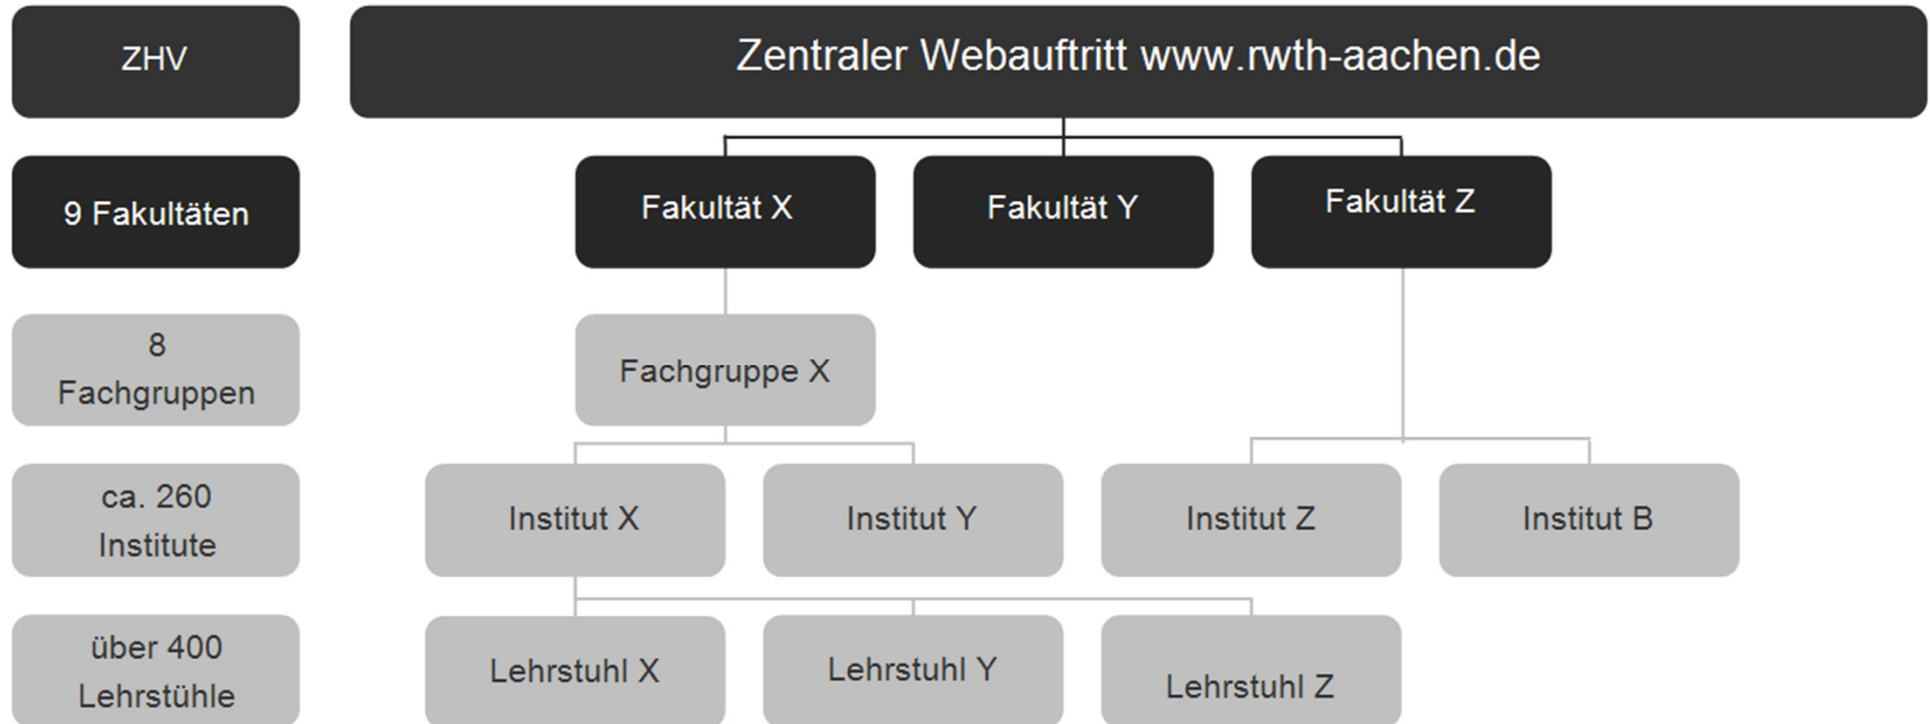 ZHV
Zentraler Webauftritt www.rwth-aachen.de
9 Fakultäten
Fakultät X
Fakultät Y
Fakultät Z
8
Fachgruppen
Fachgruppe X
ca. 260
Institute
Institut X
Institut Y
Institut Z
Institut B
über 400
Lehrstühle
Lehrstuhl X
Lehrstuhl Y
Lehrstuhl Z